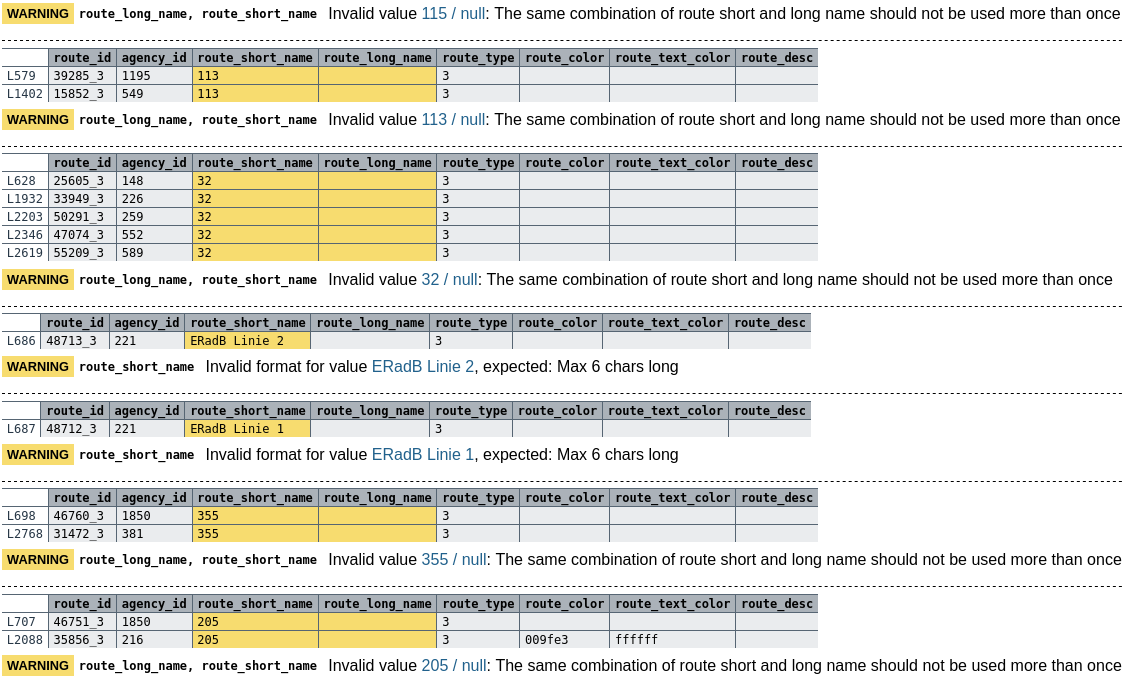 WARNING route_long_name, route_short_name Invalid value 115 / null: The same combination of route short and long name should not be used more than once
route_id agency_id route_short_name route_long_name route_type route_color route_text_color route_desc
L579 39285_3 1195 113 3
L1402 15852_3 549 113 3
WARNING route_long_name, route_short_name Invalid value 113 / null: The same combination of route short and long name should not be used more than once
route_id agency_id route_short_name route_long_name route_type route_color route_text_color route_desc
L628 25605_3 148 32 3
L1932 33949_3 226 32 3
L2203 50291_3 259 32 3
L2346 47074_3 552 32 3
L2619 55209_3 589 32 3
WARNING route_long_name, route_short_name Invalid value 32 / null: The same combination of route short and long name should not be used more than once
route_id agency_id route_short_name route_long_name route_type route_color route_text_color route_desc
L686 48713_3 221 ERadB Linie 2 3
WARNING route_short_name Invalid format for value ERadB Linie 2, expected: Max 6 chars long
route_id agency_id route_short_name route_long_name route_type route_color route_text_color route_desc
L687 48712_3 221 ERadB Linie 1 3
WARNING route_short_name Invalid format for value ERadB Linie 1, expected: Max 6 chars long
route_id agency_id route_short_name route_long_name route_type route_color route_text_color route_desc
L698 46760_3 1850 355 3
L2768 31472_3 381 355 3
WARNING route_long_name, route_short_name Invalid value 355 / null: The same combination of route short and long name should not be used more than once
route_id agency_id route_short_name route_long_name route_type route_color route_text_color route_desc
L707 46751_3 1850 205 3
L2088 35856_3 216 205 3 009fe3 ffffff
WARNING route_long_name, route_short_name Invalid value 205 / null: The same combination of route short and long name should not be used more than once